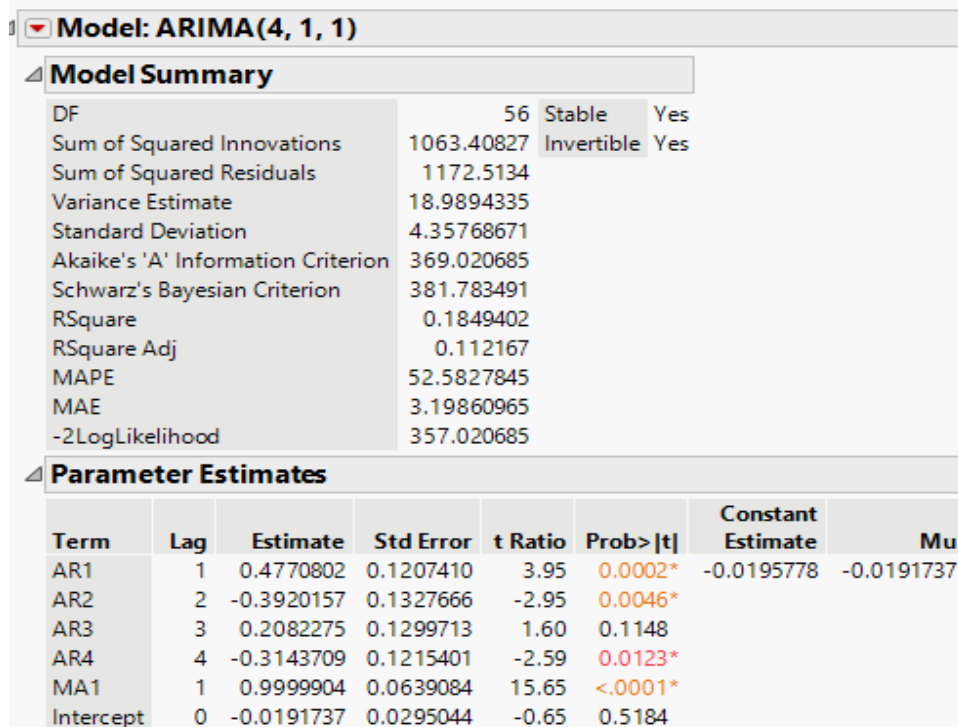 Model: ARIMA(4, 1, 1)
Model Summary
DF 56 Stable Yes
Sum of Squared Innovations 1063.40827 Invertible Yes
Sum of Squared Residuals 1172.5134
Variance Estimate 18.9894335
Standard Deviation 4.35768671
Akaike's 'A' Information Criterion 369.020685
Schwarz's Bayesian Criterion 381.783491
RSquare 0.1849402
RSquare Adj 0.112167
MAPE 52.5827845
MAE 3.19860965
-2LogLikelihood 357.020685
Parameter Estimates
Constant
Term Lag Estimate Std Error t Ratio Prob>|t| Estimate Mu
AR1 1 0.4770802 0.1207410 3.95 0.0002* -0.0195778 -0.0191737
AR2 2 -0.3920157 0.1327666 -2.95 0.0046*
AR3 3 0.2082275 0.1299713 1.60 0.1148
AR4 4 -0.3143709 0.1215401 -2.59 0.0123*
MA1 1 0.9999904 0.0639084 15.65 <.0001*
Intercept 0 -0.0191737 0.0295044 -0.65 0.5184